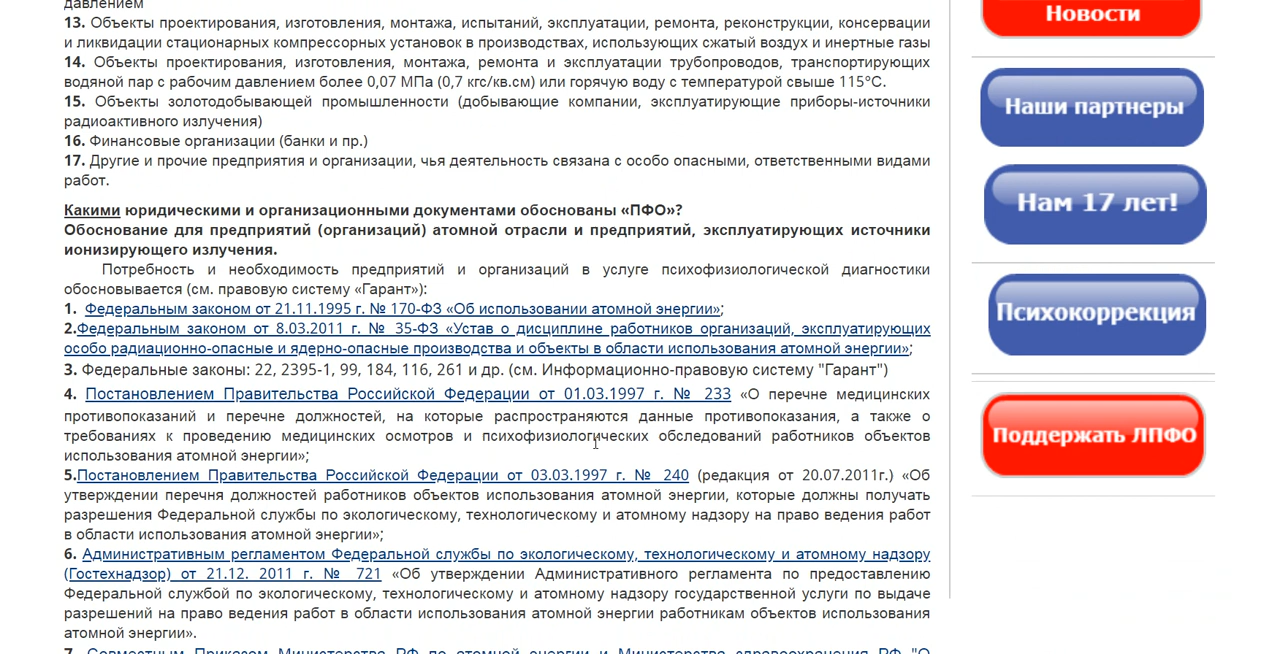 давлением
13. Объекты проектирования, изготовления, монтажа, испытаний, эксплуатации, ремонта, реконструкции, консервации
и ликвидации стационарных компрессорных установок в производствах, использующих сжатый воздух и инертные газы
14. Объекты проектирования, изготовления, монтажа, ремонта и эксплуатации трубопроводов, транспортирующих
водяной пар с рабочим давлением более 0,07 МПа (0,7 кгс/кв.см) или горячую воду с температурой свыше 115°С.
15. Объекты золотодобывающей промышленности (добывающие компании, эксплуатирующие приборы-источники
радиоактивного излучения)
16. Финансовые организации (банки и пр.)
17. Другие и прочие предприятия и организации, чья деятельность связана с особо опасными, ответственными видами
работ.
Какими юридическими и организационными документами обоснованы «ПФО»?
Обоснование для предприятий (организаций) атомной отрасли и предприятий, эксплуатирующих источники
ионизирующего излучения.
Потребность и необходимость предприятий и организаций в услуге психофизиологической диагностики
обосновывается (см. правовую систему «Гарант»):
1. Федеральным законом от 21.11.1995 г. № 170-ФЗ «Об использовании атомной энергии»;
2.Федеральным законом от 8.03.2011 г. № 35-ФЗ «Устав о дисциплине работников организаций, эксплуатирующих
особо радиационно-опасные и ядерно-опасные производства и объекты в области использования атомной энергии»;
3. Федеральные законы: 22, 2395-1, 99, 184, 116, 261 и др. (см. Информационно-правовую систему "Гарант")
4. Постановлением Правительства Российской Федерации от 01.03.1997 г. № 233 «О перечне медицинских
противопоказаний и перечне должностей, на которые распространяются данные противопоказания, а также о
требованиях к проведению медицинских осмотров и психофизиологических обследований работников объектов
использования атомной энергии»;
5.Постановлением Правительства Российской Федерации от 03.03.1997 г. № 240 (редакция от 20.07.2011г.) «Об
утверждении перечня должностей работников объектов использования атомной энергии, которые должны получать
разрешения Федеральной службы по экологическому, технологическому и атомному надзору на право ведения работ
в области использования атомной энергии»;
6. Административным регламентом Федеральной службы по экологическому, технологическому и атомному надзору
(Гостехнадзор) от 21.12. 2011 г. № 721 «Об утверждении Административного регламента по предоставлению
Федеральной службой по экологическому, технологическому и атомному надзору государственной услуги по выдаче
разрешений на право ведения работ в области использования атомной энергии работникам объектов использования
атомной энергии».
7. Совместным Приказом Министерства РФ по атомной энергии и Министерства здравоохранения РФ "О
Новости
Наши партнеры
Нам 17 лет!
Психокоррекция
Поддержать ЛПФО